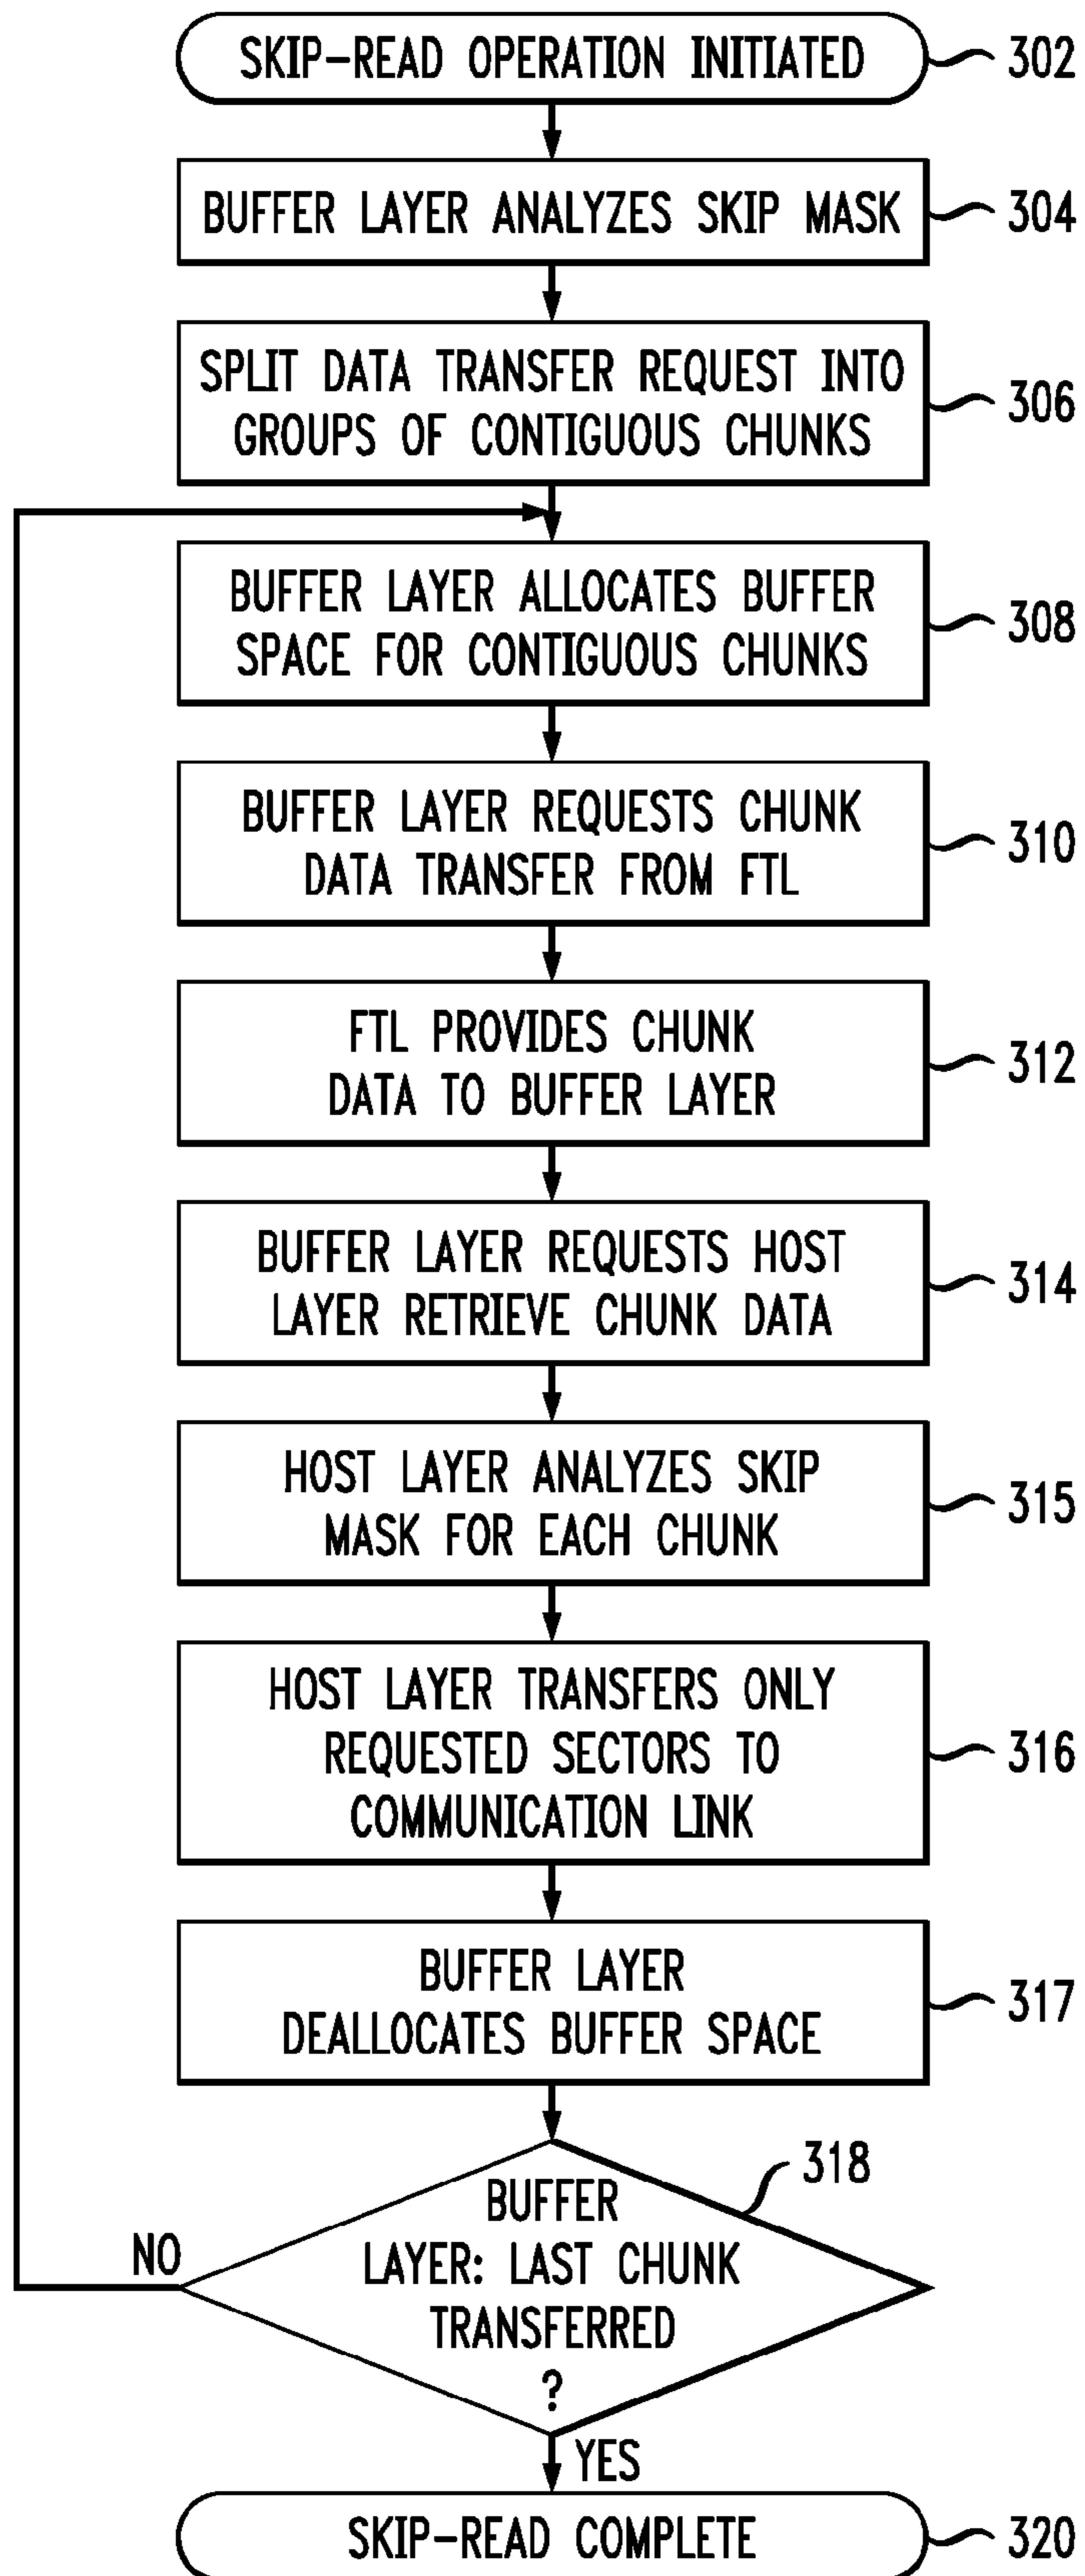 SKIP-READ OPERATION INITIATED
302
BUFFER LAYER ANALYZES SKIP MASK
304
SPLIT DATA TRANSFER REQUEST INTO
GROUPS OF CONTIGUOUS CHUNKS
306
BUFFER LAYER ALLOCATES BUFFER
SPACE FOR CONTIGUOUS CHUNKS
308
BUFFER LAYER REQUESTS CHUNK
DATA TRANSFER FROM FTL
310
FTL PROVIDES CHUNK
DATA TO BUFFER LAYER
312
BUFFER LAYER REQUESTS HOST
LAYER RETRIEVE CHUNK DATA
314
HOST LAYER ANALYZES SKIP
MASK FOR EACH CHUNK
315
HOST LAYER TRANSFERS ONLY
REQUESTED SECTORS TO
COMMUNICATION LINK
316
BUFFER LAYER
DEALLOCATES BUFFER SPACE
317
318
BUFFER
LAYER: LAST CHUNK
TRANSFERRED
?
NO
YES
SKIP-READ COMPLETE
320